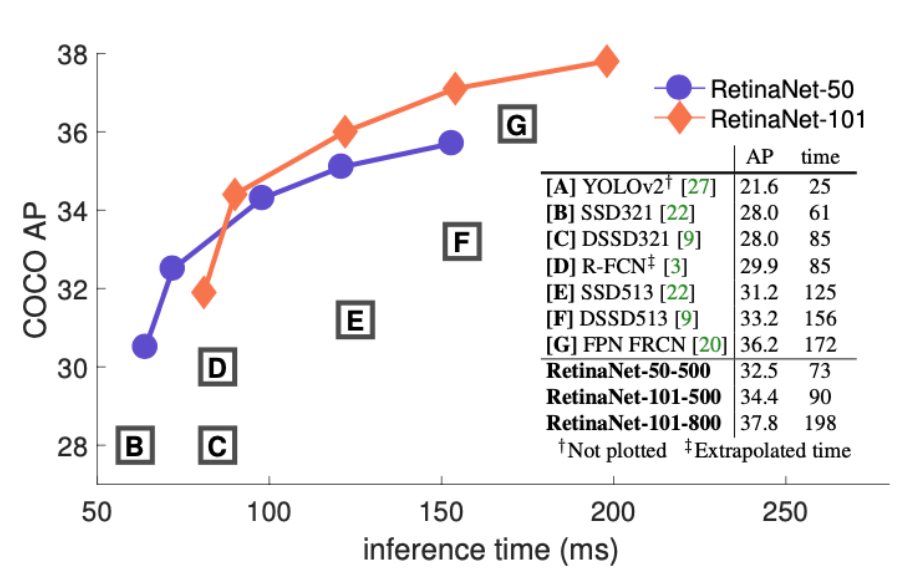 38
36
34
32
30
28
COCO AP
50 100 150 200 250
inference time (ms)
B
C
D
E
F
G
RetinaNet-50
RetinaNet-101
AP time
[A] YOLOv2† [27] 21.6 25
[B] SSD321 [22] 28.0 61
[C] DSSD321 [9] 28.0 85
[D] R-FCN‡ [3] 29.9 85
[E] SSD513 [22] 31.2 125
[F] DSSD513 [9] 33.2 156
[G] FPN FRCN [20] 36.2 172
RetinaNet-50-500 32.5 73
RetinaNet-101-500 34.4 90
RetinaNet-101-800 37.8 198
†Not plotted ‡Extrapolated time